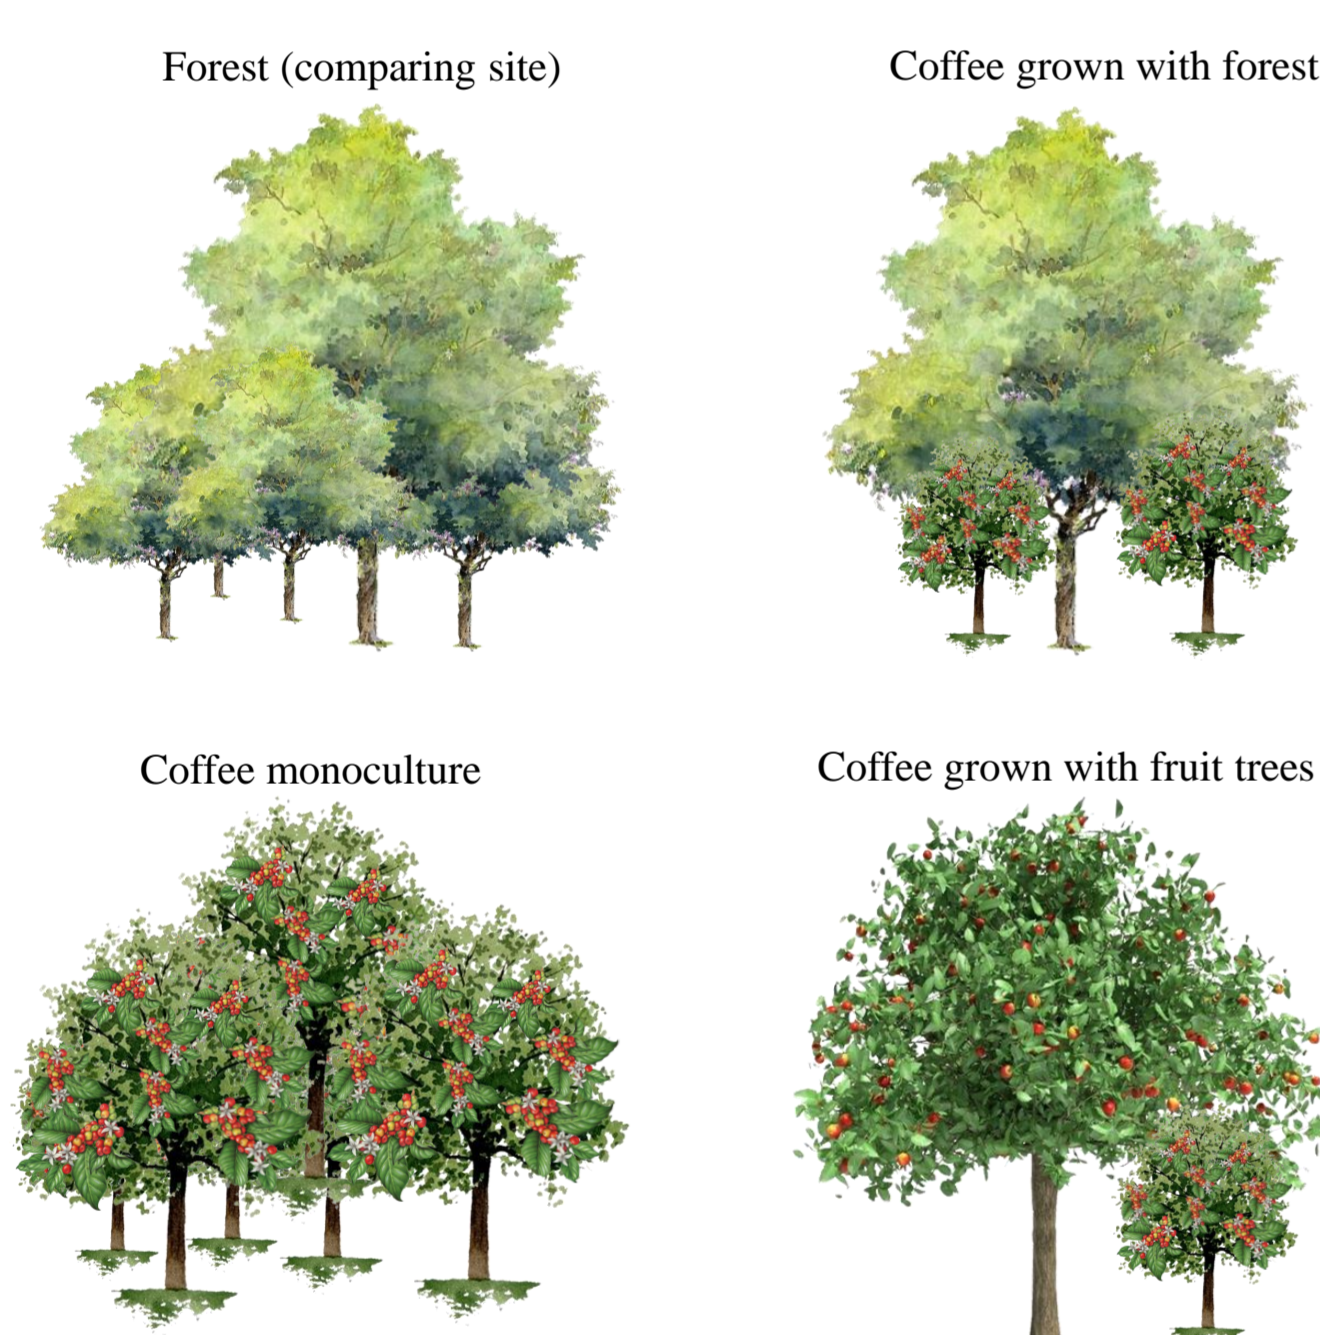 Forest (comparing site)
Coffee grown with forest
Coffee monoculture
Coffee grown with fruit trees